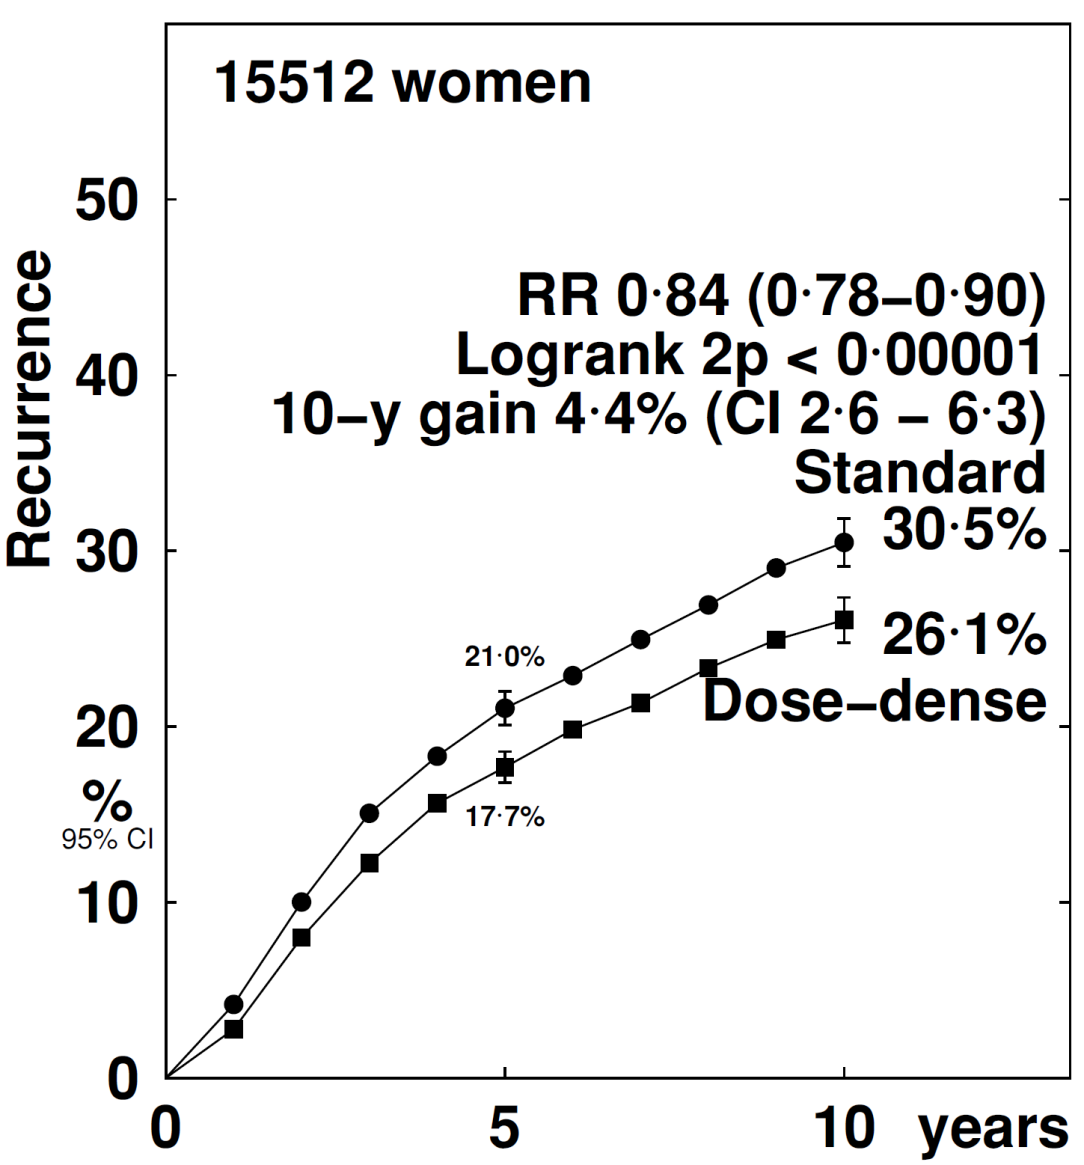 15512 women
50
RR 0·84 (0·78–0·90)
Logrank 2p < 0·00001
40
10–y gain 4·4% (CI 2·6 – 6·3)
Standard
30·5%
30
Recurrence
26·1%
21·0%
Dose–dense
20
%
17·7%
95% CI
10
0
0 5 10 years